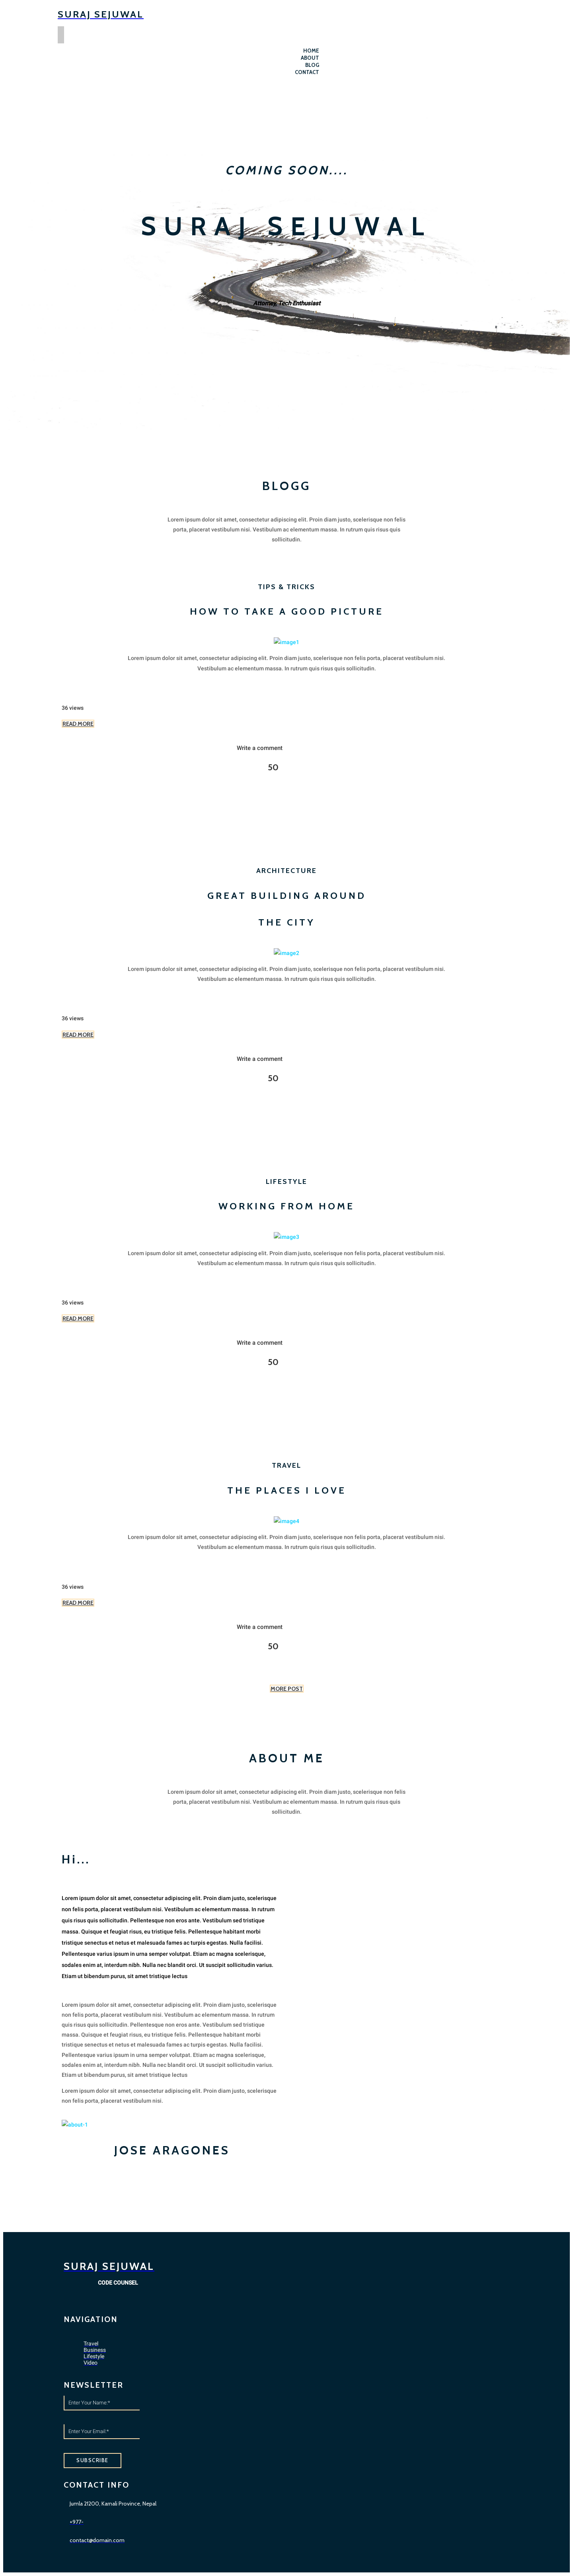 SURAJ SEJUWAL
HOME
ABOUT
BLOG
CONTACT
COMING SOON....
SURAJ SEJUWAL
Attorney, Tech Enthusiast
BLOGG
Lorem ipsum dolor sit amet, consectetur adipiscing elit. Proin diam justo, scelerisque non felis
porta, placerat vestibulum nisi. Vestibulum ac elementum massa. In rutrum quis risus quis
sollicitudin.
TIPS & TRICKS
HOW TO TAKE A GOOD PICTURE
image1
Lorem ipsum dolor sit amet, consectetur adipiscing elit. Proin diam justo, scelerisque non felis porta, placerat vestibulum nisi.
Vestibulum ac elementum massa. In rutrum quis risus quis sollicitudin.
36 views
READ MORE
Write a comment
50
ARCHITECTURE
GREAT BUILDING AROUND
THE CITY
image2
Lorem ipsum dolor sit amet, consectetur adipiscing elit. Proin diam justo, scelerisque non felis porta, placerat vestibulum nisi.
Vestibulum ac elementum massa. In rutrum quis risus quis sollicitudin.
36 views
READ MORE
Write a comment
50
LIFESTYLE
WORKING FROM HOME
image3
Lorem ipsum dolor sit amet, consectetur adipiscing elit. Proin diam justo, scelerisque non felis porta, placerat vestibulum nisi.
Vestibulum ac elementum massa. In rutrum quis risus quis sollicitudin.
36 views
READ MORE
Write a comment
50
TRAVEL
THE PLACES I LOVE
image4
Lorem ipsum dolor sit amet, consectetur adipiscing elit. Proin diam justo, scelerisque non felis porta, placerat vestibulum nisi.
Vestibulum ac elementum massa. In rutrum quis risus quis sollicitudin.
36 views
READ MORE
Write a comment
50
MORE POST
ABOUT ME
Lorem ipsum dolor sit amet, consectetur adipiscing elit. Proin diam justo, scelerisque non felis
porta, placerat vestibulum nisi. Vestibulum ac elementum massa. In rutrum quis risus quis
sollicitudin.
Hi...
Lorem ipsum dolor sit amet, consectetur adipiscing elit. Proin diam justo, scelerisque
non felis porta, placerat vestibulum nisi. Vestibulum ac elementum massa. In rutrum
quis risus quis sollicitudin. Pellentesque non eros ante. Vestibulum sed tristique
massa. Quisque et feugiat risus, eu tristique felis. Pellentesque habitant morbi
tristique senectus et netus et malesuada fames ac turpis egestas. Nulla facilisi.
Pellentesque varius ipsum in urna semper volutpat. Etiam ac magna scelerisque,
sodales enim at, interdum nibh. Nulla nec blandit orci. Ut suscipit sollicitudin varius.
Etiam ut bibendum purus, sit amet tristique lectus
Lorem ipsum dolor sit amet, consectetur adipiscing elit. Proin diam justo, scelerisque
non felis porta, placerat vestibulum nisi. Vestibulum ac elementum massa. In rutrum
quis risus quis sollicitudin. Pellentesque non eros ante. Vestibulum sed tristique
massa. Quisque et feugiat risus, eu tristique felis. Pellentesque habitant morbi
tristique senectus et netus et malesuada fames ac turpis egestas. Nulla facilisi.
Pellentesque varius ipsum in urna semper volutpat. Etiam ac magna scelerisque,
sodales enim at, interdum nibh. Nulla nec blandit orci. Ut suscipit sollicitudin varius.
Etiam ut bibendum purus, sit amet tristique lectus
Lorem ipsum dolor sit amet, consectetur adipiscing elit. Proin diam justo, scelerisque
non felis porta, placerat vestibulum nisi.
about-1
JOSE ARAGONES
SURAJ SEJUWAL
CODE COUNSEL
NAVIGATION
Travel
Business
Lifestyle
Video
NEWSLETTER
Enter Your Name *
Enter Your Email *
SUBSCRIBE
CONTACT INFO
Jumla 21200, Karnali Province, Nepal
+977-
contact@domain.com